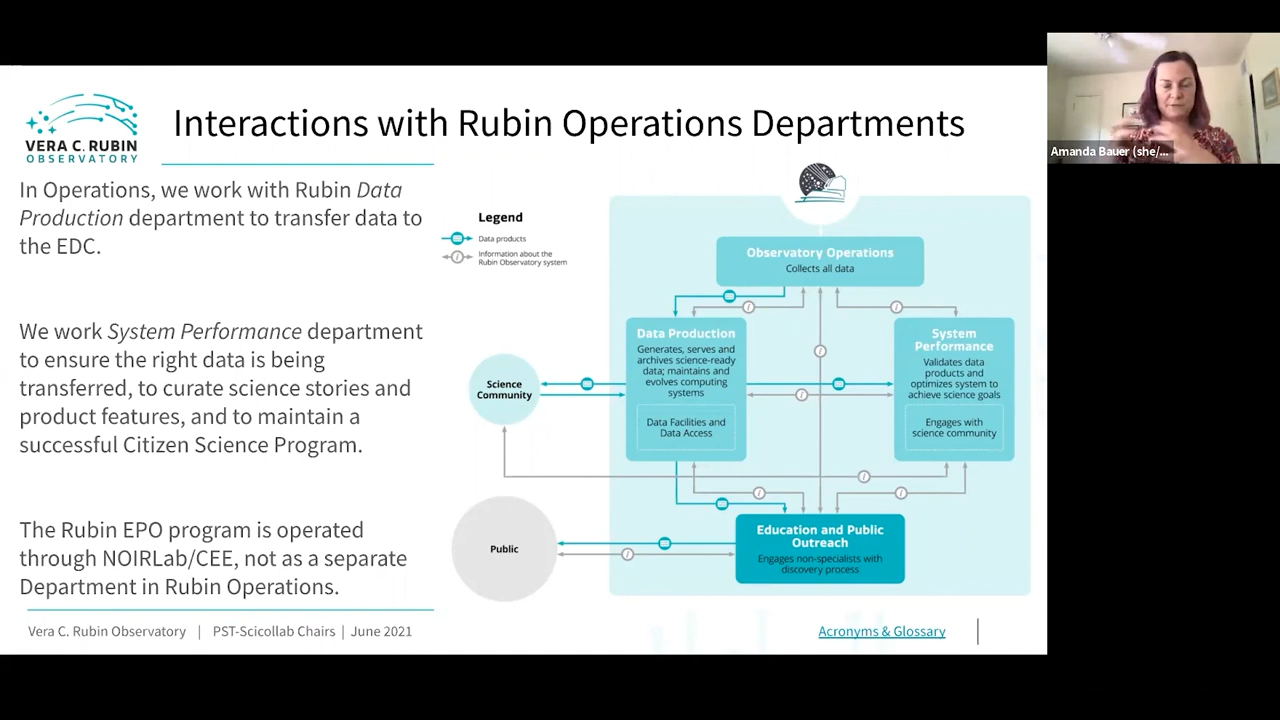 Interactions with Rubin Operations Departments
VERA C. RUBIN
OBSERVATORY
In Operations, we work with Rubin Data
Production department to transfer data to
the EDC.
We work System Performance department
to ensure the right data is being
transferred, to curate science stories and
product features, and to maintain a
successful Citizen Science Program.
The Rubin EPO program is operated
through NOIRLab/CEE, not as a separate
Department in Rubin Operations.
Legend
Data products
i
Information about the
Rubin Observatory system
Observatory Operations
Collects all data
i
i
i
Data Production
Generates, serves and
archives science-ready
data; maintains and
evolves computing
systems
Data Facilities and
Data Access
System
Performance
Validates data
products and
optimizes system to
achieve science goals
Engages with
science community
Science
Community
i
i
i
i
Public
i
Education and Public
Outreach
Engages non-specialists with
discovery process
Vera C. Rubin Observatory | PST-Scicollab Chairs | June 2021
Acronyms & Glossary
Amanda Bauer (she/...